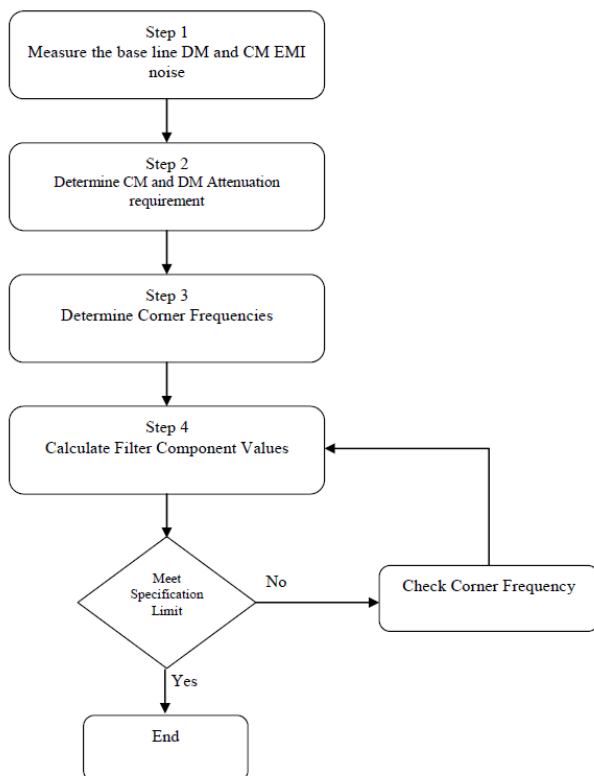 Step 1
Measure the base line DM and CM EMI
noise
Step 2
Determine CM and DM Attenuation
requirement
Step 3
Determine Corner Frequencies
Step 4
Calculate Filter Component Values
Meet
Specification
Limit
No
Check Corner Frequency
Yes
End